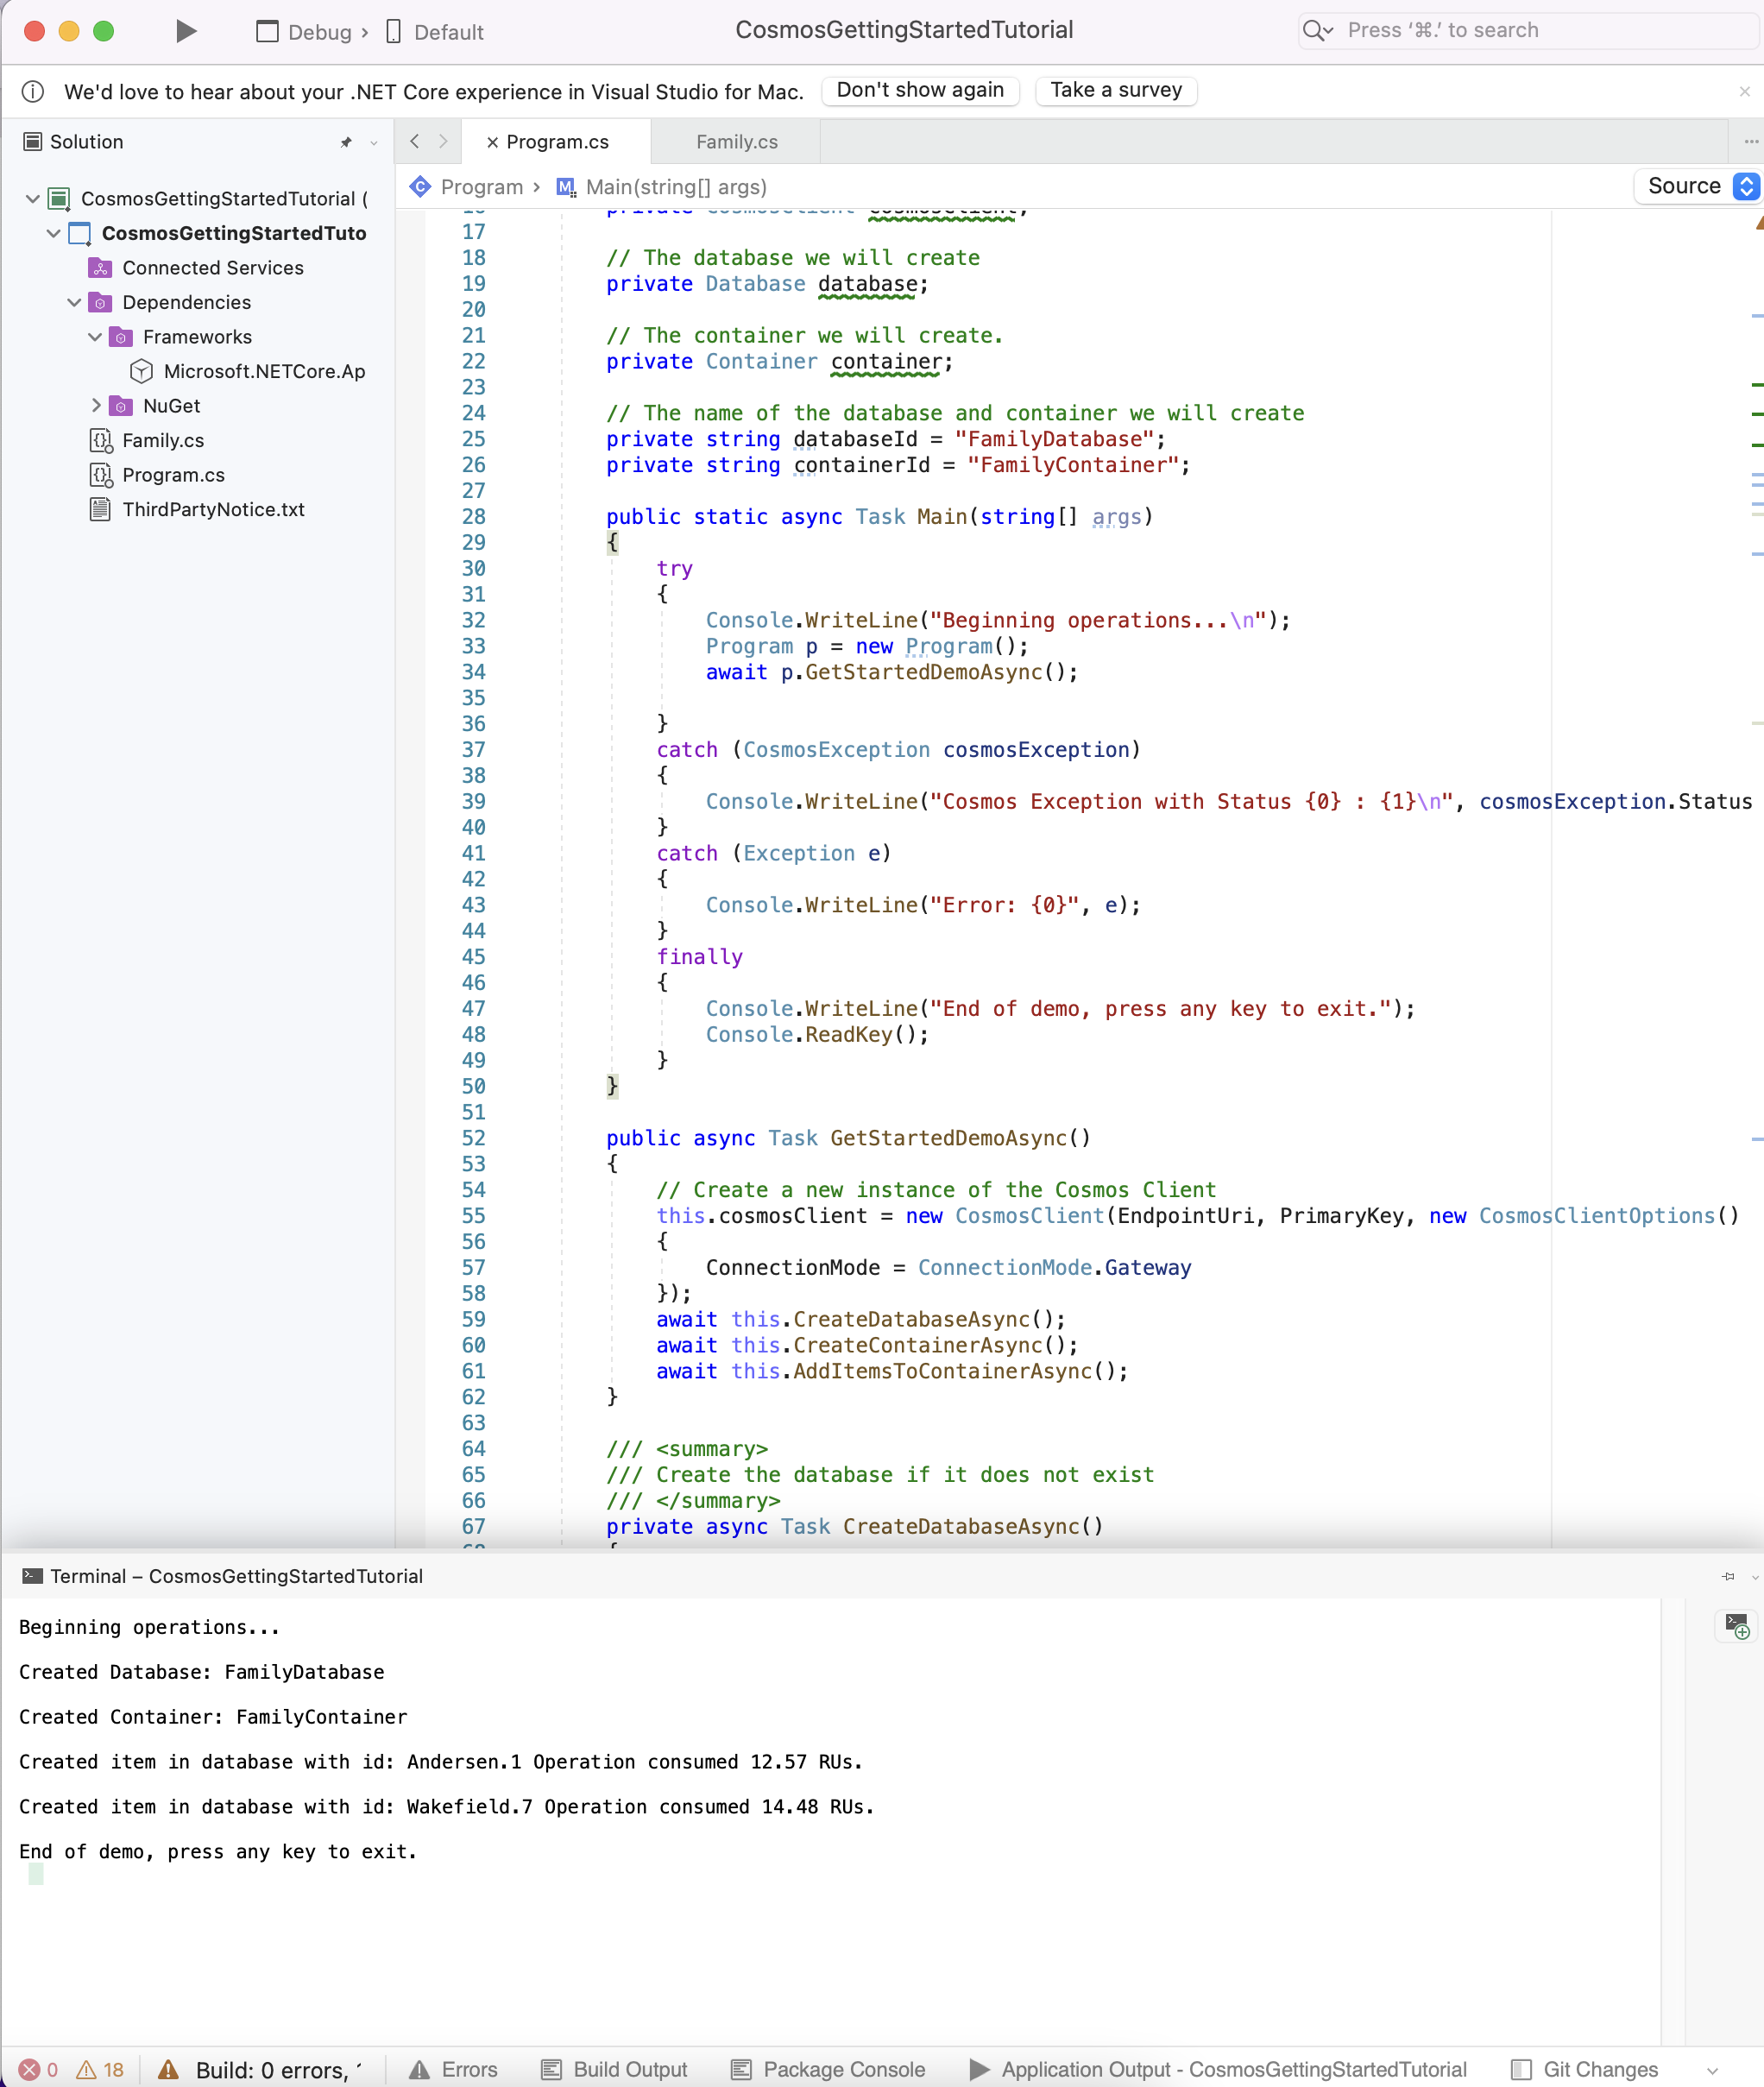 Debug › Default
CosmosGettingStartedTutorial
Press ‘⌘.’ to search
We'd love to hear about your .NET Core experience in Visual Studio for Mac.
Don't show again
Take a survey
Solution
CosmosGettingStartedTutorial (
CosmosGettingStartedTuto
Connected Services
Dependencies
Frameworks
Microsoft.NETCore.Ap
NuGet
Family.cs
Program.cs
ThirdPartyNotice.txt
× Program.cs
Family.cs
C Program › M Main(string[] args)
Source
17
18 // The database we will create
19 private Database database;
20
21 // The container we will create.
22 private Container container;
23
24 // The name of the database and container we will create
25 private string databaseId = "FamilyDatabase";
26 private string containerId = "FamilyContainer";
27
28 public static async Task Main(string[] args)
29 {
30 try
31 {
32 Console.WriteLine("Beginning operations...\n");
33 Program p = new Program();
34 await p.GetStartedDemoAsync();
35
36 }
37 catch (CosmosException cosmosException)
38 {
39 Console.WriteLine("Cosmos Exception with Status {0} : {1}\n", cosmosException.Status
40 }
41 catch (Exception e)
42 {
43 Console.WriteLine("Error: {0}", e);
44 }
45 finally
46 {
47 Console.WriteLine("End of demo, press any key to exit.");
48 Console.ReadKey();
49 }
50 }
51
52 public async Task GetStartedDemoAsync()
53 {
54 // Create a new instance of the Cosmos Client
55 this.cosmosClient = new CosmosClient(EndpointUri, PrimaryKey, new CosmosClientOptions()
56 {
57 ConnectionMode = ConnectionMode.Gateway
58 });
59 await this.CreateDatabaseAsync();
60 await this.CreateContainerAsync();
61 await this.AddItemsToContainerAsync();
62 }
63
64 /// <summary>
65 /// Create the database if it does not exist
66 /// </summary>
67 private async Task CreateDatabaseAsync()
Terminal – CosmosGettingStartedTutorial
Beginning operations...
Created Database: FamilyDatabase
Created Container: FamilyContainer
Created item in database with id: Andersen.1 Operation consumed 12.57 RUs.
Created item in database with id: Wakefield.7 Operation consumed 14.48 RUs.
End of demo, press any key to exit.
0 18 Build: 0 errors, Errors Build Output Package Console Application Output - CosmosGettingStartedTutorial Git Changes